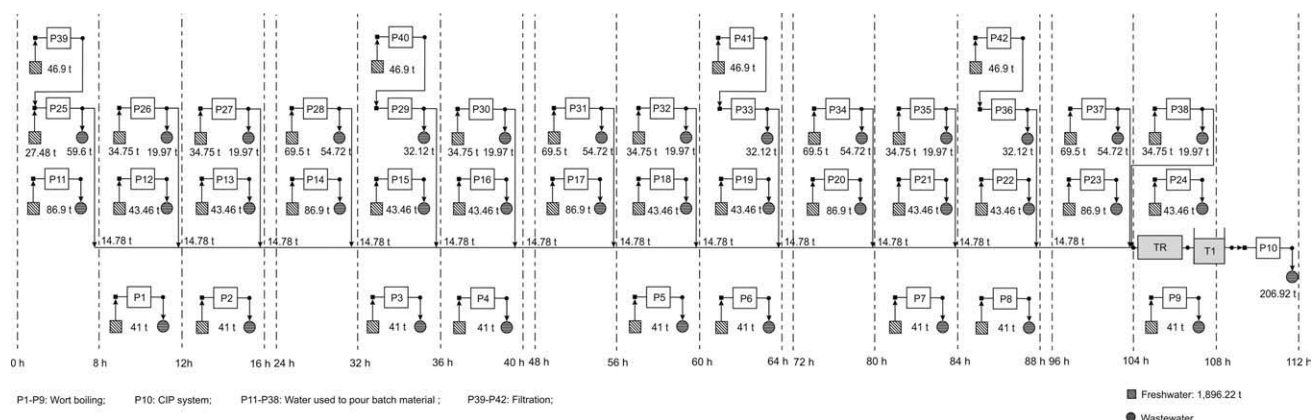 P39 P40 P41 P42
46.9 t 46.9 t 46.9 t 46.9 t
P25 P26 P27 P28 P29 P30 P31 P32 P33 P34 P35 P36 P37 P38
27.48 t 59.6 t 34.75 t 19.97 t 34.75 t 19.97 t 69.5 t 54.72 t 32.12 t 34.75 t 19.97 t 69.5 t 54.72 t 34.75 t 19.97 t 32.12 t 69.5 t 54.72 t 34.75 t 19.97 t 32.12 t 69.5 t 54.72 t 34.75 t 19.97 t
P11 P12 P13 P14 P15 P16 P17 P18 P19 P20 P21 P22 P23 P24
86.9 t 43.46 t 43.46 t 86.9 t 43.46 t 43.46 t 86.9 t 43.46 t 43.46 t 86.9 t 43.46 t 43.46 t 86.9 t 43.46 t
14.78 t 14.78 t 14.78 t 14.78 t 14.78 t 14.78 t 14.78 t 14.78 t 14.78 t 14.78 t 14.78 t 14.78 t TR T1 P10
206.92 t
P1 P2 P3 P4 P5 P6 P7 P8 P9
41 t 41 t 41 t 41 t 41 t 41 t 41 t 41 t 41 t
0 h 8 h 12h 16 h 24 h 32 h 36 h 40 h 48 h 56 h 60 h 64 h 72 h 80 h 84 h 88 h 96 h 104 h 108 h 112 h
P1-P9: Wort boiling; P10: CIP system; P11-P38: Water used to pour batch material ; P39-P42: Filtration;
Freshwater: 1,896.22 t
Wastewater